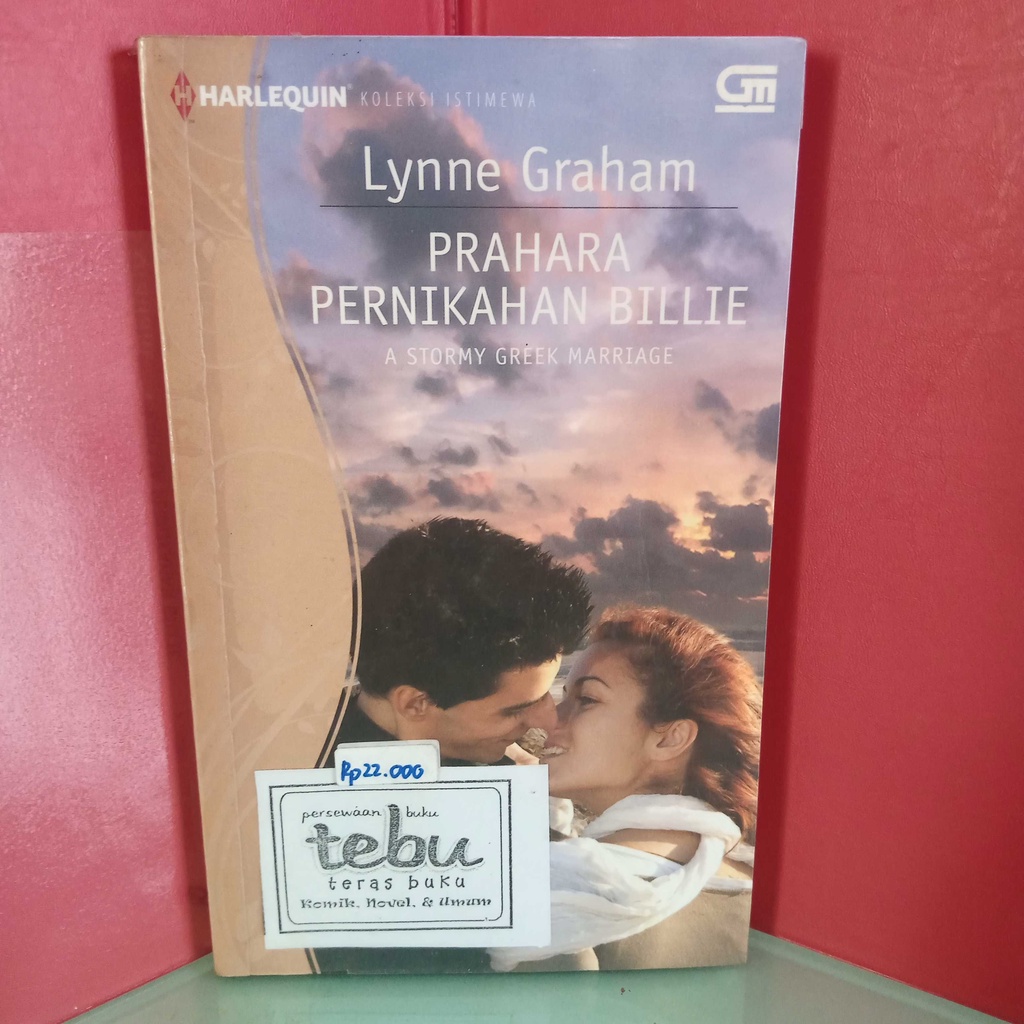 H HARLEQUIN® KOLEKSI ISTIMEWA
GM
Lynne Graham
PRAHARA
PERNIKAHAN BILLIE
A STORMY GREEK MARRIAGE
Rp22.000
persewaan buku
tebu
teras buku
Komik, Novel, & Umum